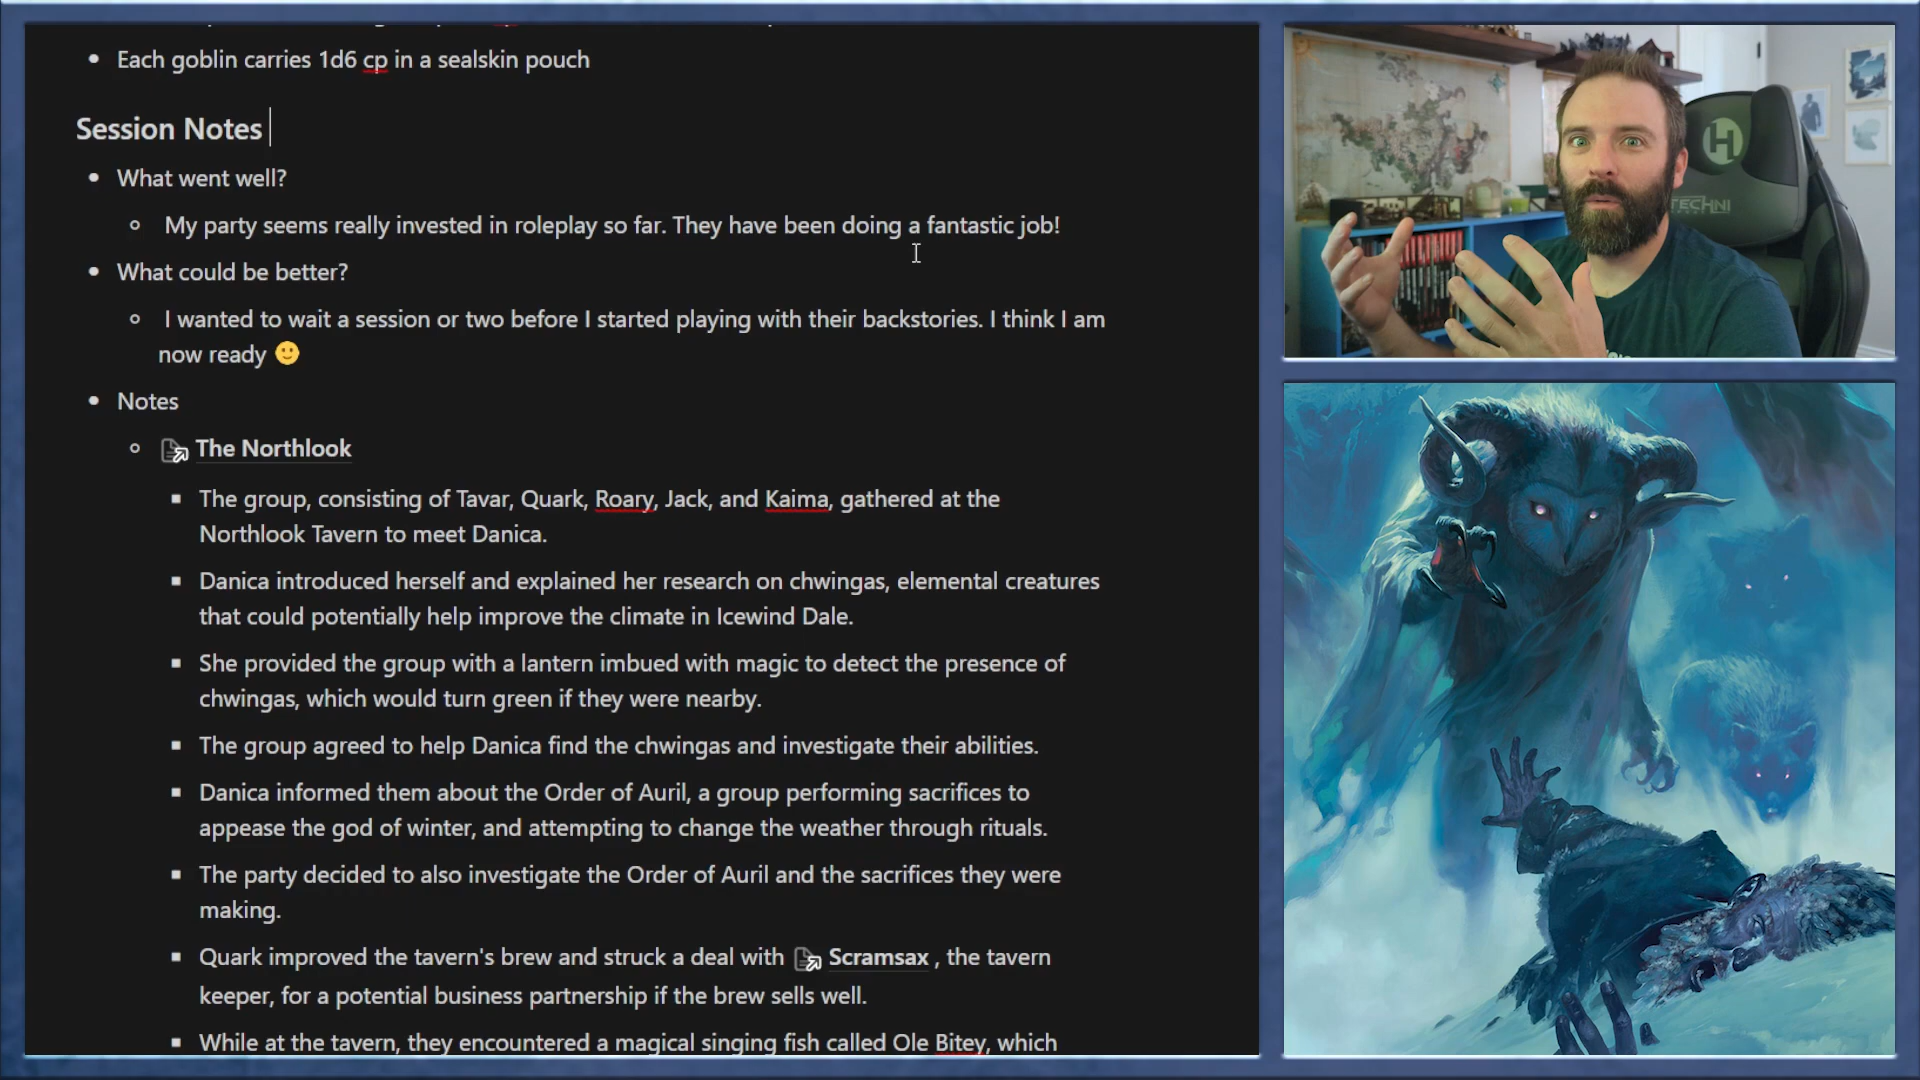 Each goblin carries 1d6 cp in a sealskin pouch
Session Notes
What went well?
My party seems really invested in roleplay so far. They have been doing a fantastic job!
What could be better?
I wanted to wait a session or two before I started playing with their backstories. I think I am
now ready 🙂
Notes
The Northlook
The group, consisting of Tavar, Quark, Roary, Jack, and Kaima, gathered at the
Northlook Tavern to meet Danica.
Danica introduced herself and explained her research on chwingas, elemental creatures
that could potentially help improve the climate in Icewind Dale.
She provided the group with a lantern imbued with magic to detect the presence of
chwingas, which would turn green if they were nearby.
The group agreed to help Danica find the chwingas and investigate their abilities.
Danica informed them about the Order of Auril, a group performing sacrifices to
appease the god of winter, and attempting to change the weather through rituals.
The party decided to also investigate the Order of Auril and the sacrifices they were
making.
Quark improved the tavern's brew and struck a deal with Scramsax , the tavern
keeper, for a potential business partnership if the brew sells well.
While at the tavern, they encountered a magical singing fish called Ole Bitey, which
TECHNI